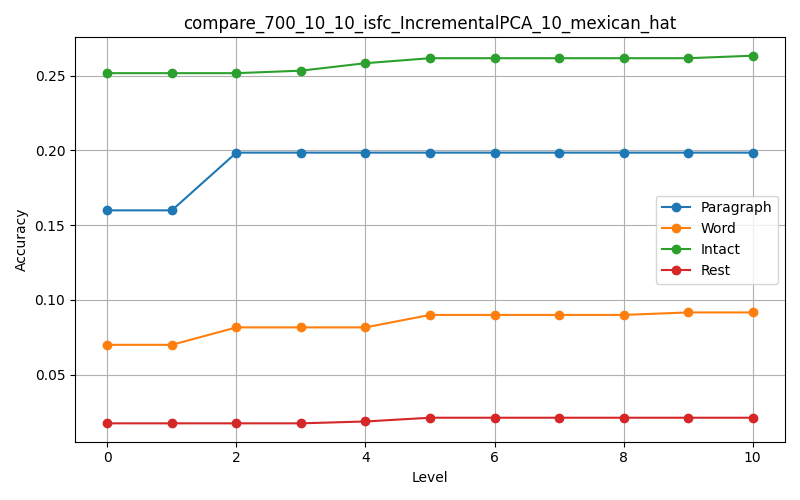 compare_700_10_10_isfc_IncrementalPCA_10_mexican_hat
Accuracy
0.25
0.20
0.15
0.10
0.05
Paragraph
Word
Intact
Rest
0 2 4 6 8 10
Level